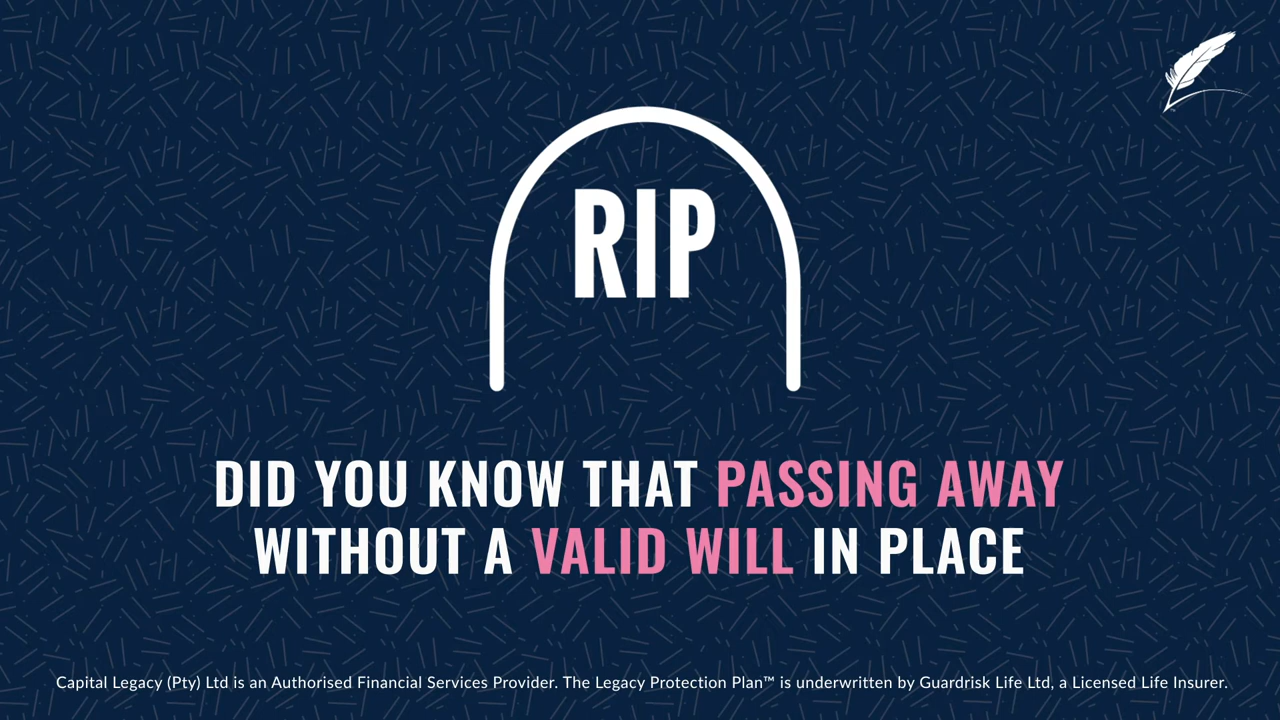 RIP
DID YOU KNOW THAT PASSING AWAY
WITHOUT A VALID WILL IN PLACE
Capital Legacy (Pty) Ltd is an Authorised Financial Services Provider. The Legacy Protection Plan™ is underwritten by Guardrisk Life Ltd, a Licensed Life Insurer.